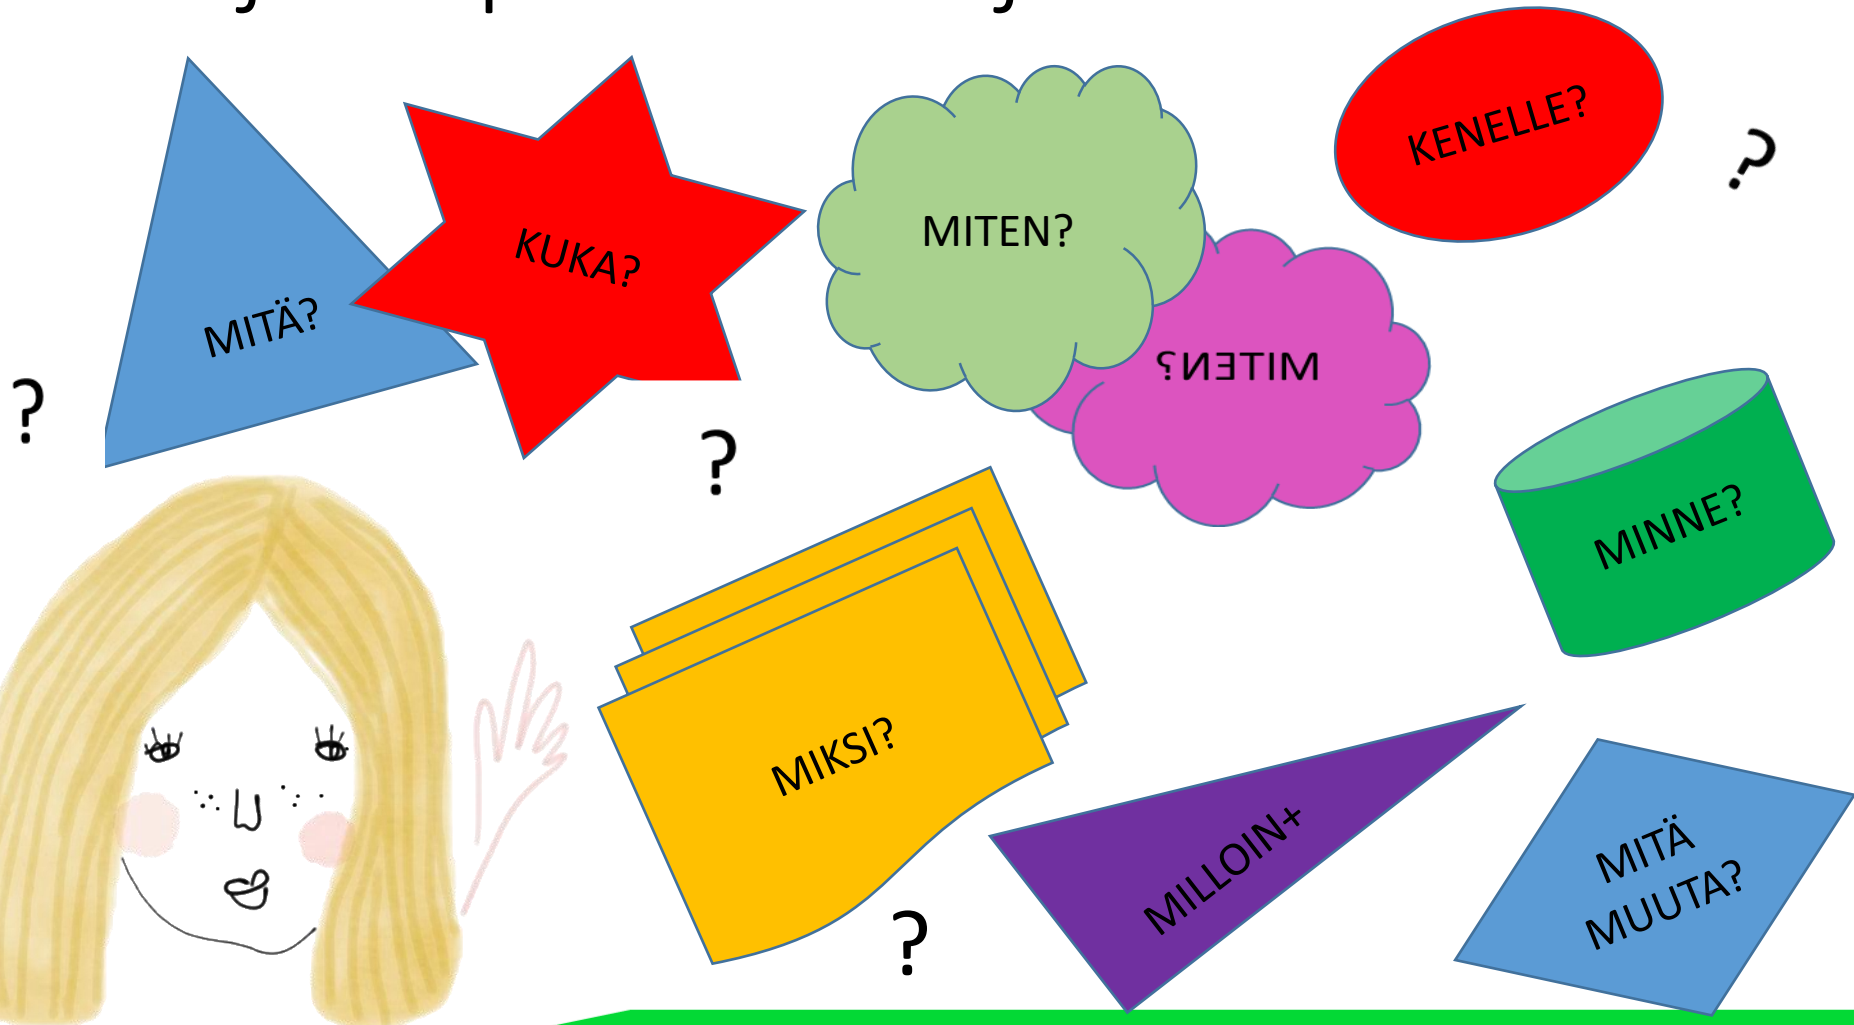 KENELLE?
?
KUKA?
MITEN?
MITÄ?
MITEN?
?
?
MINNE?
MIKSI?
MILLOIN+
MITÄ
MUUTA?
?